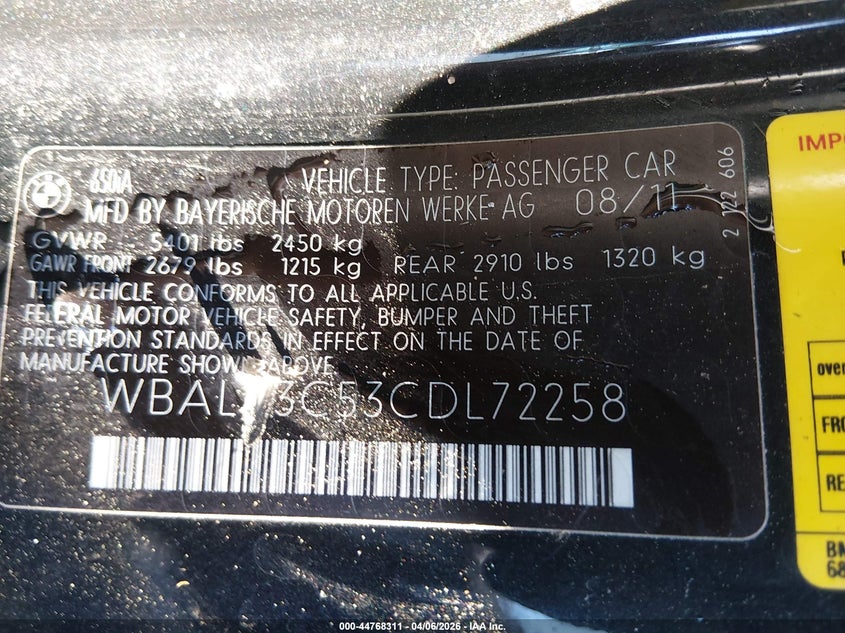 650iA VEHICLE TYPE: PASSENGER CAR
MFD BY BAYERISCHE MOTOREN WERKE AG 08/11
GVWR 5401 lbs 2450 kg
GAWR FRONT 2679 lbs 1215 kg REAR 2910 lbs 1320 kg
THIS VEHICLE CONFORMS TO ALL APPLICABLE U.S.
FEDERAL MOTOR VEHICLE SAFETY, BUMPER AND THEFT
PREVENTION STANDARDS IN EFFECT ON THE DATE OF
MANUFACTURE SHOWN ABOVE
2 122 606
000-44768311 - 04/06/2026 - IAA Inc.